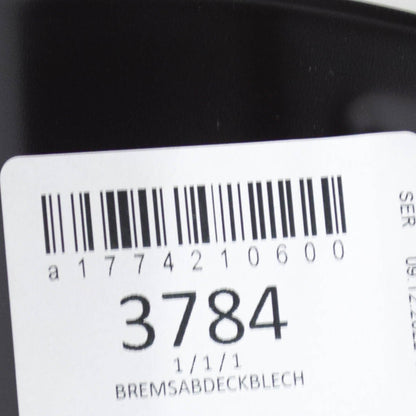 a1774210600
3784
1/1/1
BREMSABDECKBLECH
SER